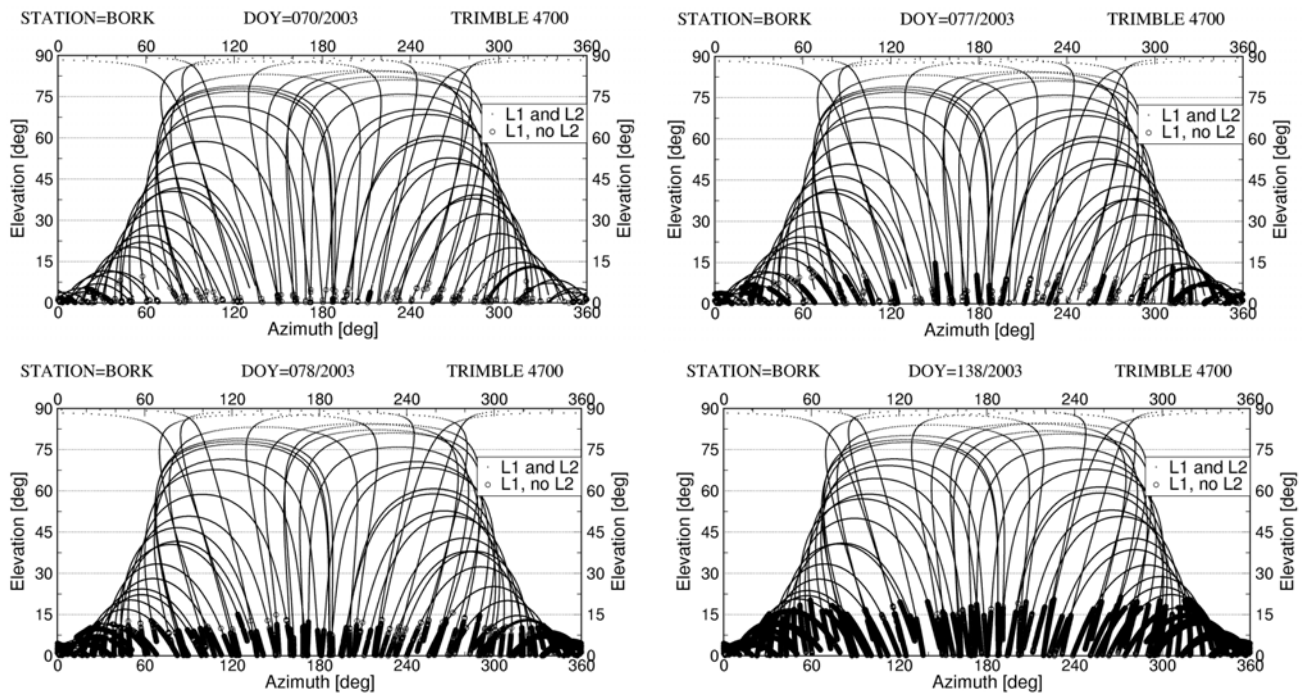 STATION=BORK DOY=070/2003 TRIMBLE 4700
0 60 120 180 240 300 360
90 90
75 75
L1 and L2
L1, no L2
60 60
45 45
30 30
15 15
0 0
0 60 120 180 240 300 360
Elevation [deg]
Elevation [deg]
Azimuth [deg]
STATION=BORK DOY=077/2003 TRIMBLE 4700
0 60 120 180 240 300 360
90 90
75 75
L1 and L2
L1, no L2
60 60
45 45
30 30
15 15
0 0
0 60 120 180 240 300 360
Elevation [deg]
Elevation [deg]
Azimuth [deg]
STATION=BORK DOY=078/2003 TRIMBLE 4700
0 60 120 180 240 300 360
90 90
75 75
L1 and L2
L1, no L2
60 60
45 45
30 30
15 15
0 0
0 60 120 180 240 300 360
Elevation [deg]
Elevation [deg]
Azimuth [deg]
STATION=BORK DOY=138/2003 TRIMBLE 4700
0 60 120 180 240 300 360
90 90
75 75
L1 and L2
L1, no L2
60 60
45 45
30 30
15 15
0 0
0 60 120 180 240 300 360
Elevation [deg]
Elevation [deg]
Azimuth [deg]